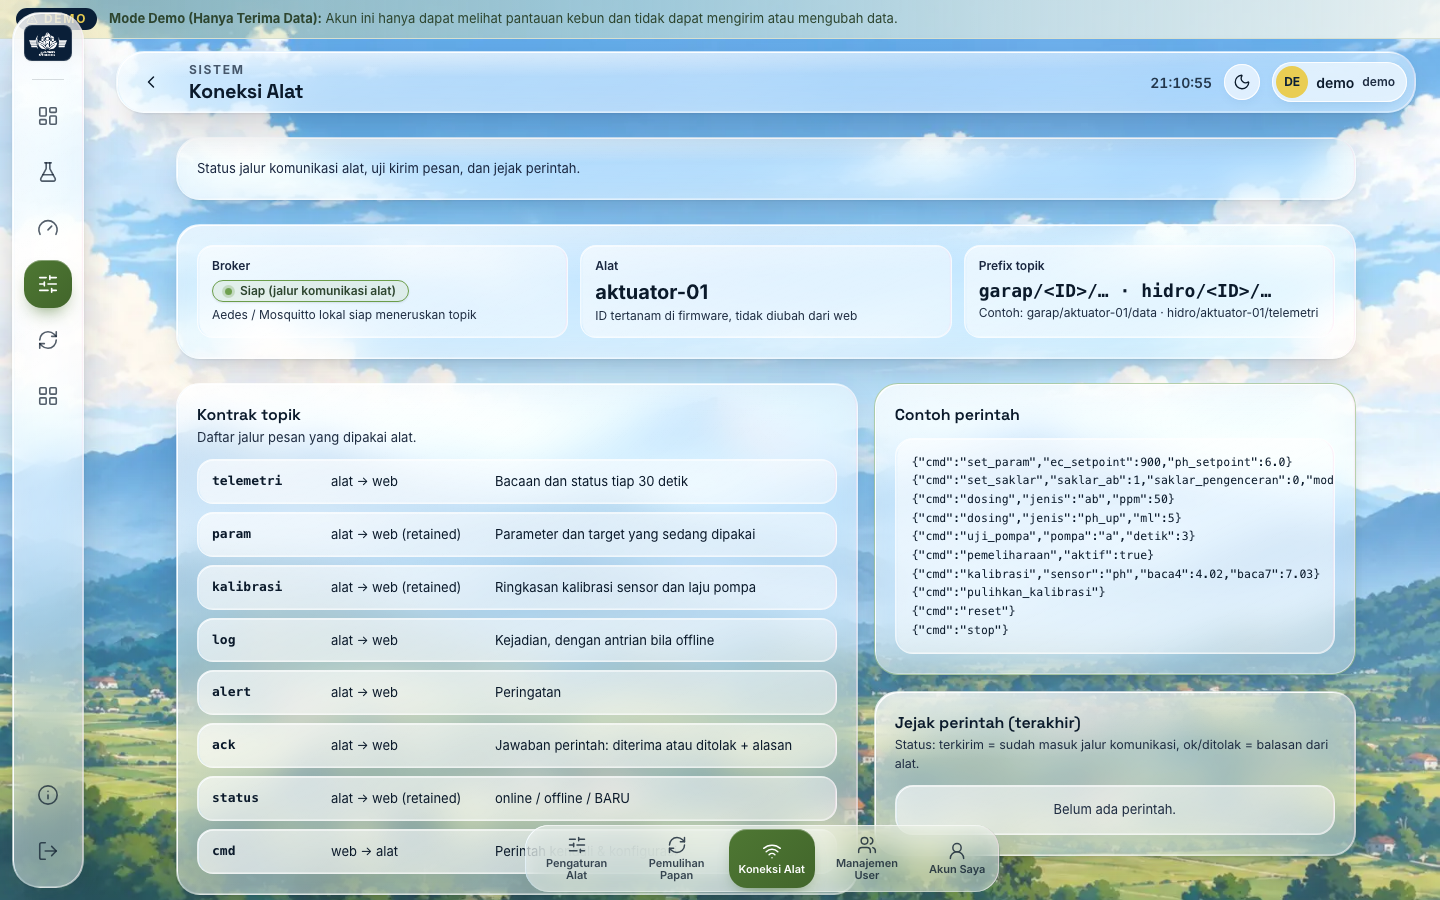 DEMO
Mode Demo (Hanya Terima Data): Akun ini hanya dapat melihat pantauan kebun dan tidak dapat mengirim atau mengubah data.
SISTEM
Koneksi Alat
21:10:55
DE
demo
demo
Status jalur komunikasi alat, uji kirim pesan, dan jejak perintah.
Broker
Siap (jalur komunikasi alat)
Aedes / Mosquitto lokal siap meneruskan topik
Alat
aktuator-01
ID tertanam di firmware, tidak diubah dari web
Prefix topik
garap/<ID>/… · hidro/<ID>/…
Contoh: garap/aktuator-01/data · hidro/aktuator-01/telemetri
Kontrak topik
Daftar jalur pesan yang dipakai alat.
telemetri alat → web Bacaan dan status tiap 30 detik
param alat → web (retained) Parameter dan target yang sedang dipakai
kalibrasi alat → web (retained) Ringkasan kalibrasi sensor dan laju pompa
log alat → web Kejadian, dengan antrian bila offline
alert alat → web Peringatan
ack alat → web Jawaban perintah: diterima atau ditolak + alasan
status alat → web (retained) online / offline / BARU
cmd web → alat Perintah
Contoh perintah
{"cmd":"set_param","ec_setpoint":900,"ph_setpoint":6.0}
{"cmd":"set_saklar","saklar_ab":1,"saklar_pengenceran":0,"mod
{"cmd":"dosing","jenis":"ab","ppm":50}
{"cmd":"dosing","jenis":"ph_up","ml":5}
{"cmd":"uji_pompa","pompa":"a","detik":3}
{"cmd":"pemeliharaan","aktif":true}
{"cmd":"kalibrasi","sensor":"ph","baca4":4.02,"baca7":7.03}
{"cmd":"pulihkan_kalibrasi"}
{"cmd":"reset"}
{"cmd":"stop"}
Jejak perintah (terakhir)
Status: terkirim = sudah masuk jalur komunikasi, ok/ditolak = balasan dari
alat.
Belum ada perintah.
Pengaturan
Alat
Pemulihan
Papan
Koneksi Alat
Manajemen
User
Akun Saya